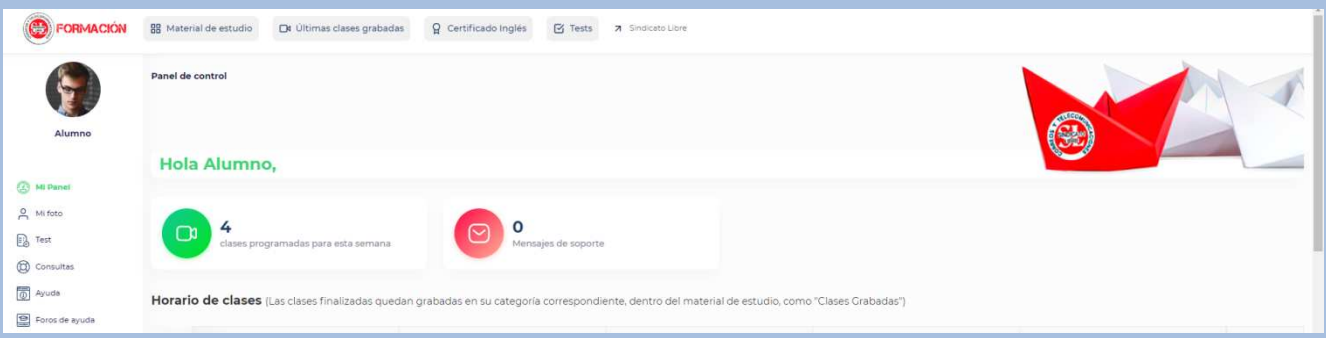 FORMACIÓN
Material de estudio
Últimas clases grabadas
Certificado Inglés
Tests
Sindicato Libre
Alumno
Mi Panel
Mi foto
Test
Consultas
Ayuda
Foros de ayuda
Panel de control
CORREOS Y TELECOMUNICACIONES
SL
Hola Alumno,
4
clases programadas para esta semana
0
Mensajes de soporte
Horario de clases (Las clases finalizadas quedan grabadas en su categoría correspondiente, dentro del material de estudio, como "Clases Grabadas")